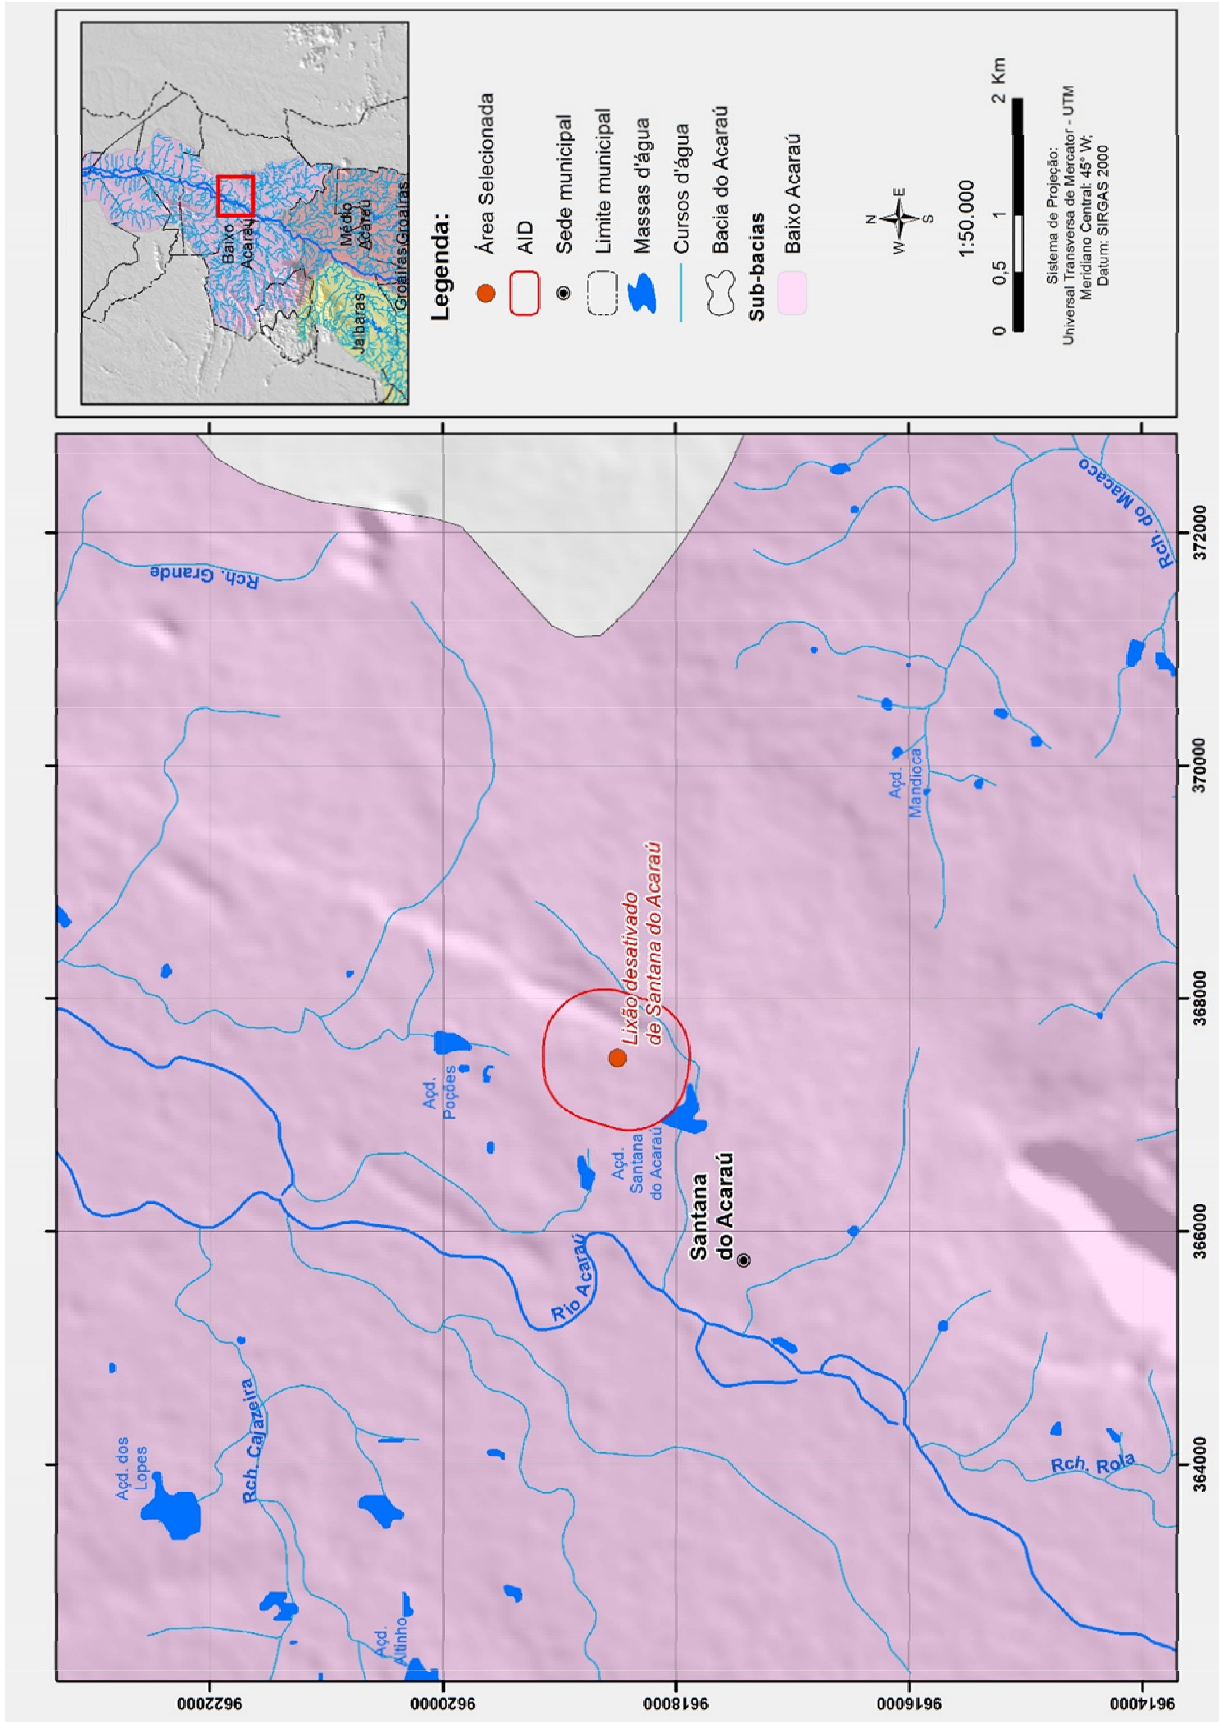 Baixo
Acaraú
Médio
Acaraú
Jaibaras
Groaíras
Groaíras
Legenda:
Área Selecionada
AID
Sede municipal
Limite municipal
Massas d'água
Cursos d'água
Bacia do Acaraú
Sub-bacias
Baixo Acaraú
N
W
E
S
1:50.000
0
0,5
1
2 Km
Sistema de Projeção:
Universal Transversa de Mercator - UTM
Meridiano Central: 45° W;
Datum: SIRGAS 2000
Rch. Grande
Rch. do Macaco
Açd.
Mandioca
Lixão desativado
de Santana do Acaraú
Açd.
Poções
Açd.
Santana
do Acaraú
Santana
do Acaraú
Rio Acaraú
Açd. dos
Lopes
Rch. Cajazeira
Açd.
Altinho
Rch. Rola
364000
366000
368000
370000
372000
9622000
9620000
9618000
9616000
9614000